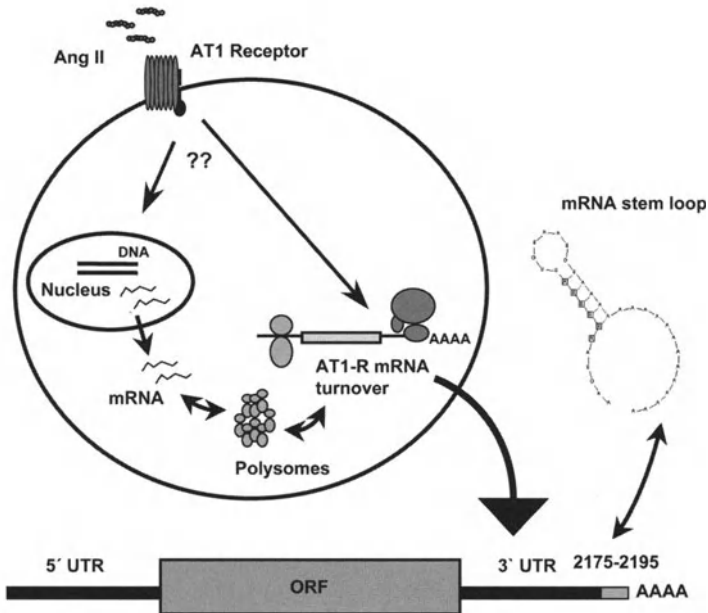 Ang II
AT1 Receptor
??
mRNA stem loop
DNA
Nucleus
AAAA
AT1-R mRNA
turnover
mRNA
Polysomes
5´ UTR
ORF
3` UTR
2175-2195
AAAA